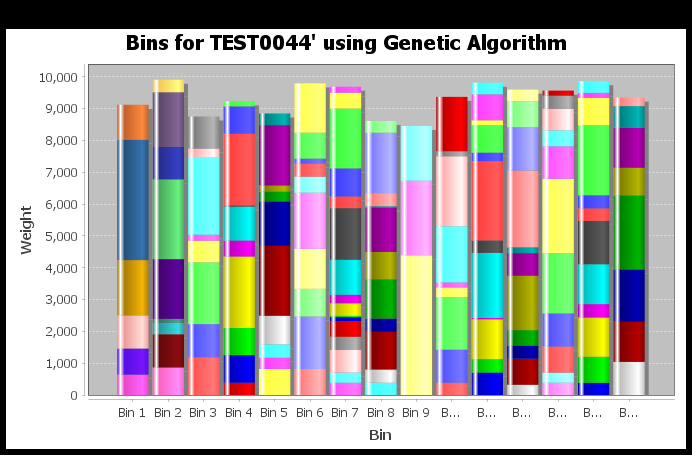 Bins for TEST0044' using Genetic Algorithm
10,000
9,000
8,000
7,000
6,000
5,000
4,000
3,000
2,000
1,000
0
Weight
Bin 1 Bin 2 Bin 3 Bin 4 Bin 5 Bin 6 Bin 7 Bin 8 Bin 9 B... B... B... B... B... B...
Bin